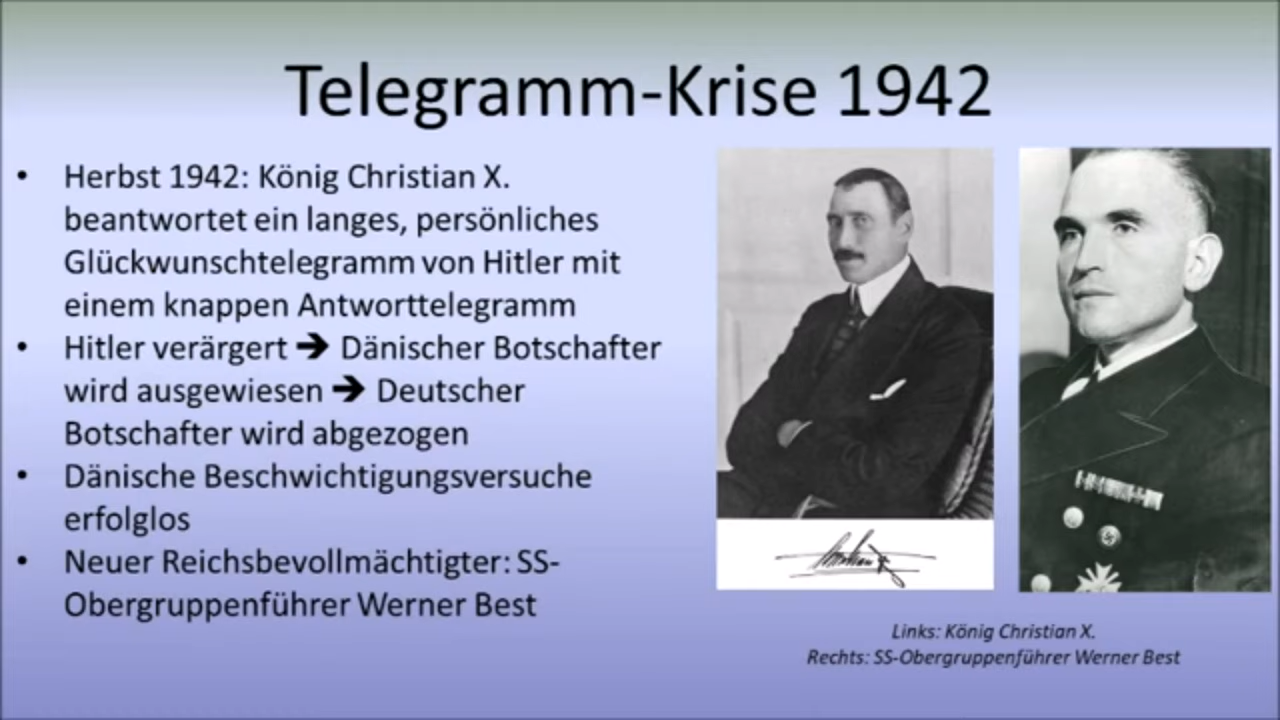 Telegramm-Krise 1942
• Herbst 1942: König Christian X.
beantwortet ein langes, persönliches
Glückwunschtelegramm von Hitler mit
einem knappen Antworttelegramm
• Hitler verärgert ➔ Dänischer Botschafter
wird ausgewiesen ➔ Deutscher
Botschafter wird abgezogen
• Dänische Beschwichtigungsversuche
erfolglos
• Neuer Reichsbevollmächtigter: SS-
Obergruppenführer Werner Best
Links: König Christian X.
Rechts: SS-Obergruppenführer Werner Best